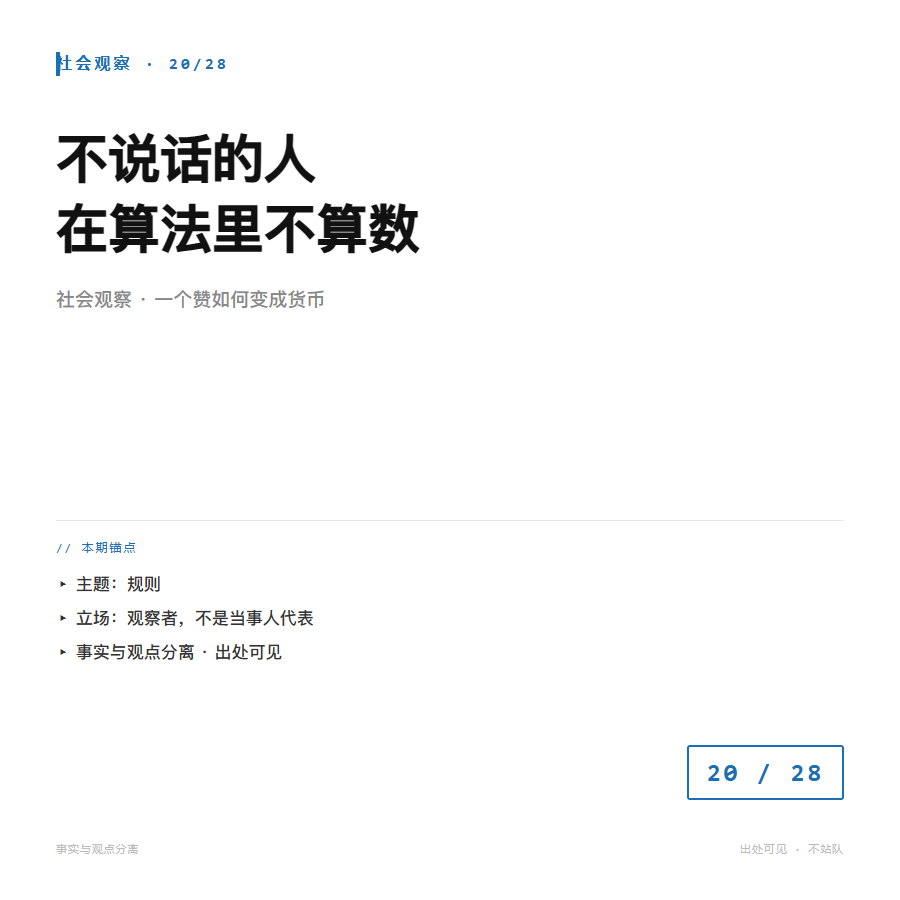 社会观察 · 20/28
不说话的人
在算法里不算数
社会观察 · 一个赞如何变成货币
// 本期锚点
▸ 主题：规则
▸ 立场：观察者，不是当事人代表
▸ 事实与观点分离 · 出处可见
20 / 28
事实与观点分离
出处可见 · 不站队